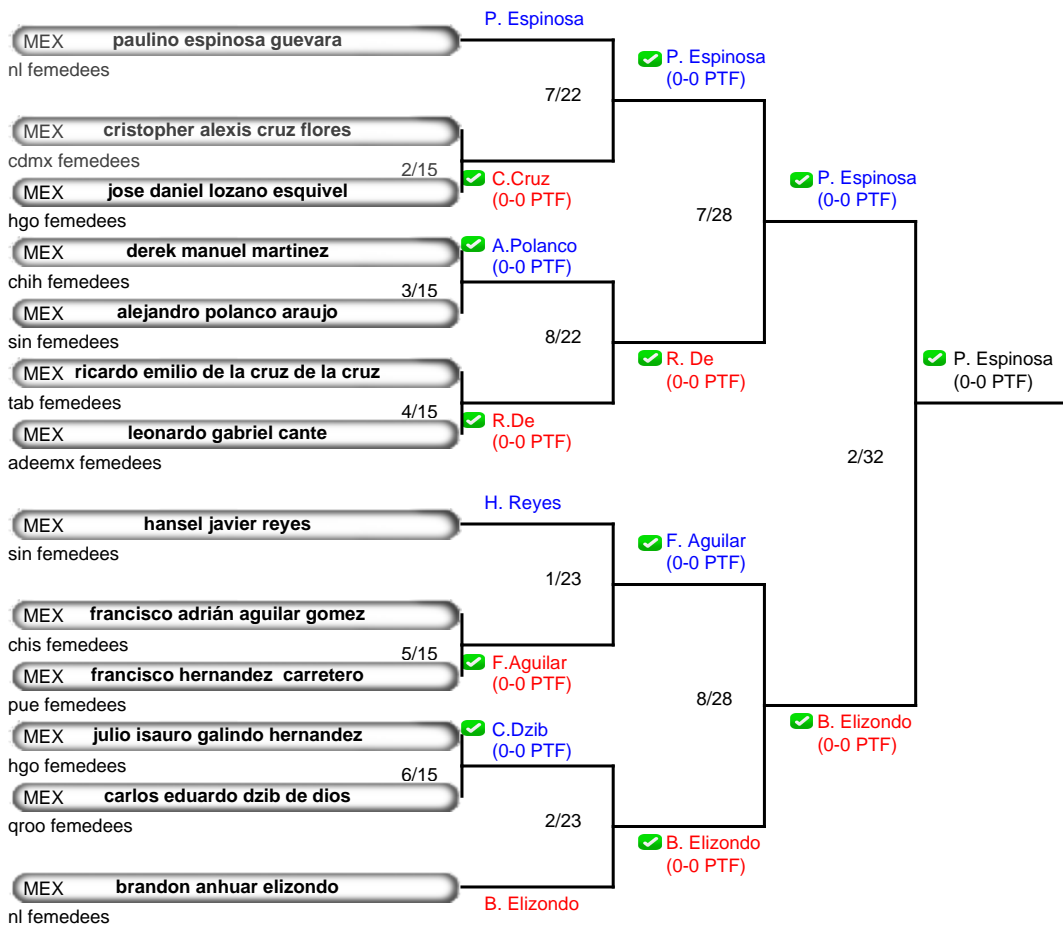 P. Espinosa
MEX paulino espinosa guevara
nl femedees
P. Espinosa
(0-0 PTF)
7/22
MEX cristopher alexis cruz flores
cdmx femedees
2/15
C.Cruz
(0-0 PTF)
MEX jose daniel lozano esquivel
hgo femedees
P. Espinosa
(0-0 PTF)
7/28
MEX derek manuel martinez
chih femedees
A.Polanco
(0-0 PTF)
3/15
MEX alejandro polanco araujo
sin femedees
8/22
R. De
(0-0 PTF)
P. Espinosa
(0-0 PTF)
MEX ricardo emilio de la cruz de la cruz
tab femedees
4/15
R.De
(0-0 PTF)
MEX leonardo gabriel cante
adeemx femedees
2/32
H. Reyes
MEX hansel javier reyes
sin femedees
F. Aguilar
(0-0 PTF)
1/23
MEX francisco adrián aguilar gomez
chis femedees
5/15
F.Aguilar
(0-0 PTF)
MEX francisco hernandez carretero
pue femedees
8/28
B. Elizondo
(0-0 PTF)
MEX julio isauro galindo hernandez
hgo femedees
C.Dzib
(0-0 PTF)
6/15
MEX carlos eduardo dzib de dios
qroo femedees
2/23
B. Elizondo
(0-0 PTF)
MEX brandon anhuar elizondo
nl femedees
B. Elizondo